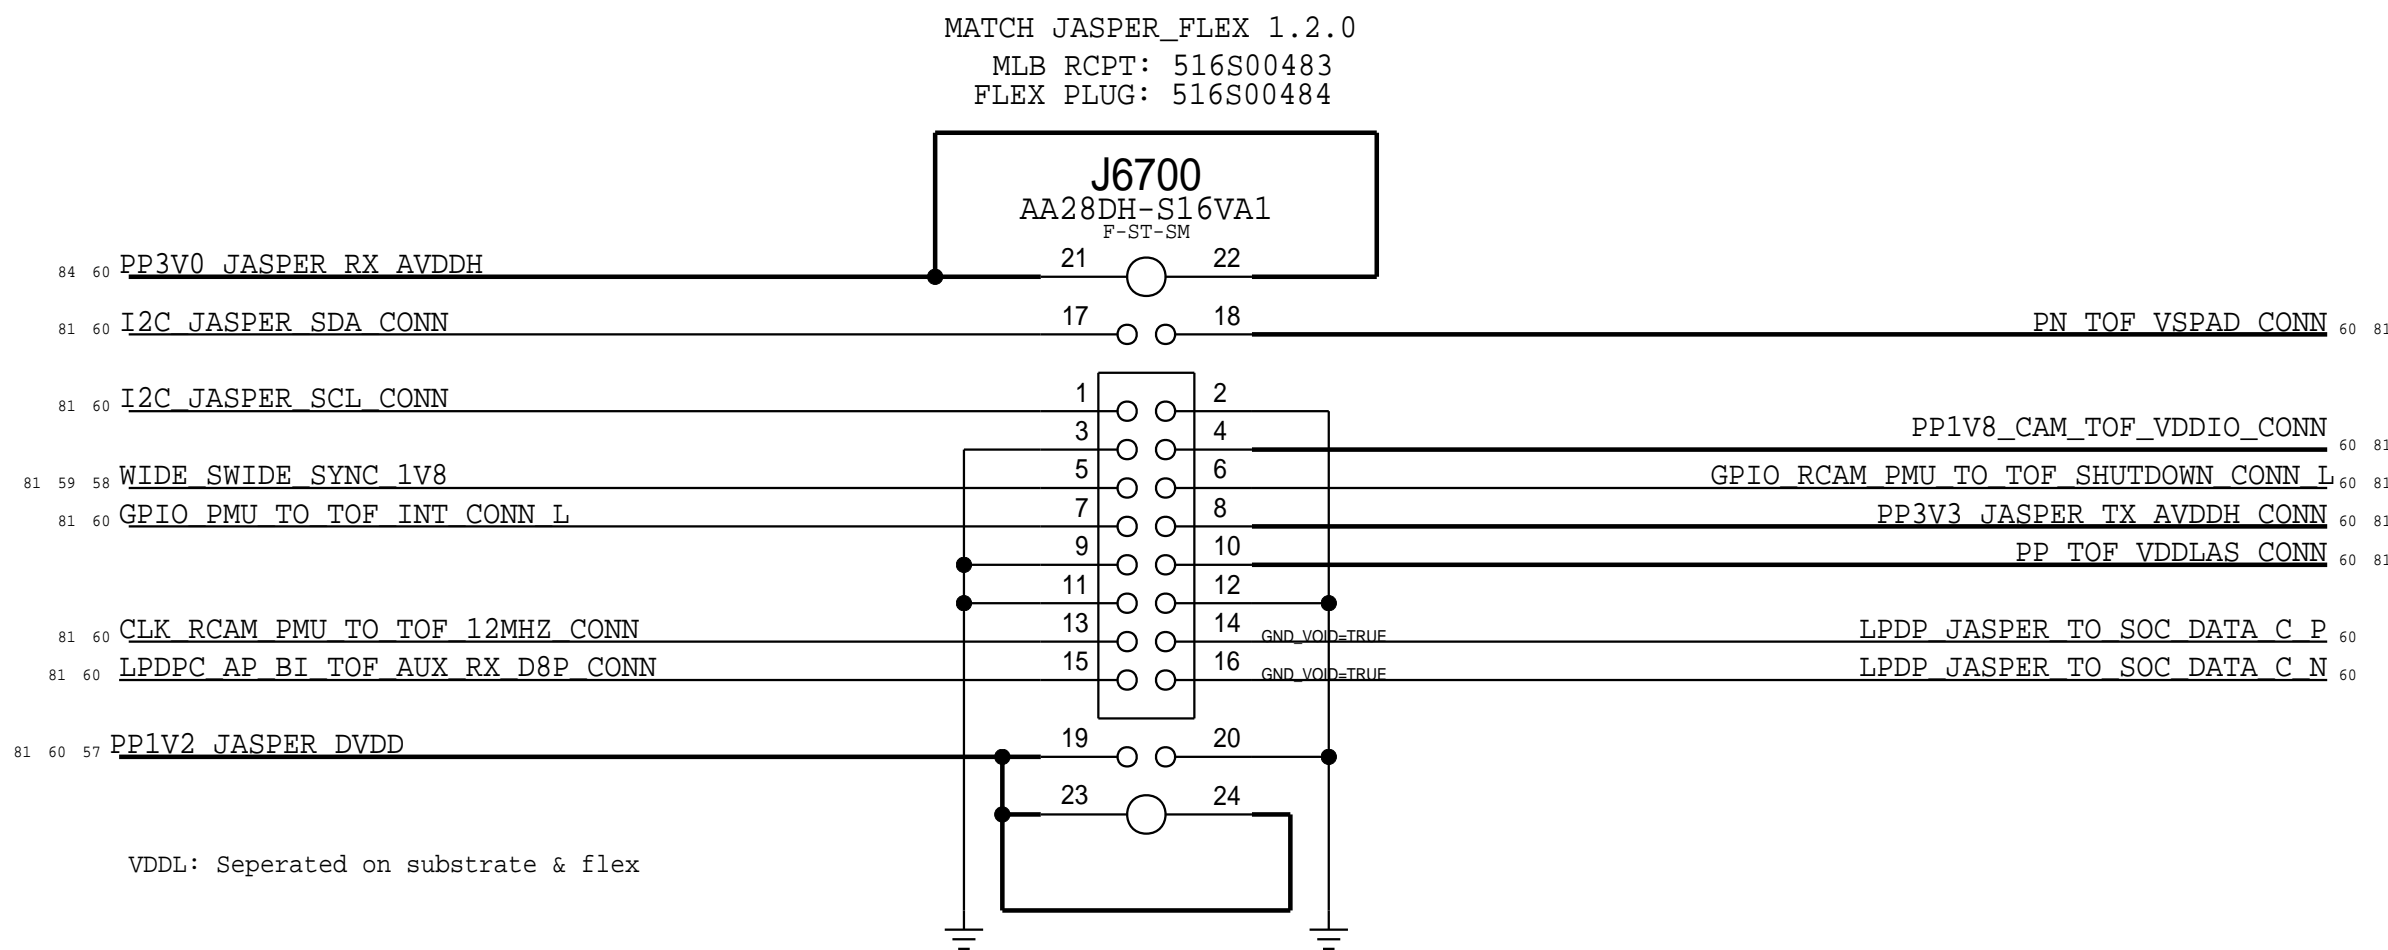 MATCH JASPER_FLEX 1.2.0
MLB RCPT: 516S00483
FLEX PLUG: 516S00484
J6700
AA28DH-S16VA1
F-ST-SM
84 60 PP3V0_JASPER_RX_AVDDH 21 22
81 60 I2C_JASPER_SDA_CONN 17 18 PN_TOF_VSPAD_CONN 60 81
81 60 I2C_JASPER_SCL_CONN 1 2
3 4 PP1V8_CAM_TOF_VDDIO_CONN 60 81
81 59 58 WIDE_SWIDE_SYNC_1V8 5 6 GPIO_RCAM_PMU_TO_TOF_SHUTDOWN_CONN_L 60 81
81 60 GPIO_PMU_TO_TOF_INT_CONN_L 7 8 PP3V3_JASPER_TX_AVDDH_CONN 60 81
9 10 PP_TOF_VDDLAS_CONN 60 81
11 12
81 60 CLK_RCAM_PMU_TO_TOF_12MHZ_CONN 13 14 GND_VOID=TRUE LPDP_JASPER_TO_SOC_DATA_C_P 60
81 60 LPDPC_AP_BI_TOF_AUX_RX_D8P_CONN 15 16 GND_VOID=TRUE LPDP_JASPER_TO_SOC_DATA_C_N 60
81 60 57 PP1V2_JASPER_DVDD 19 20
23 24
VDDL: Seperated on substrate & flex